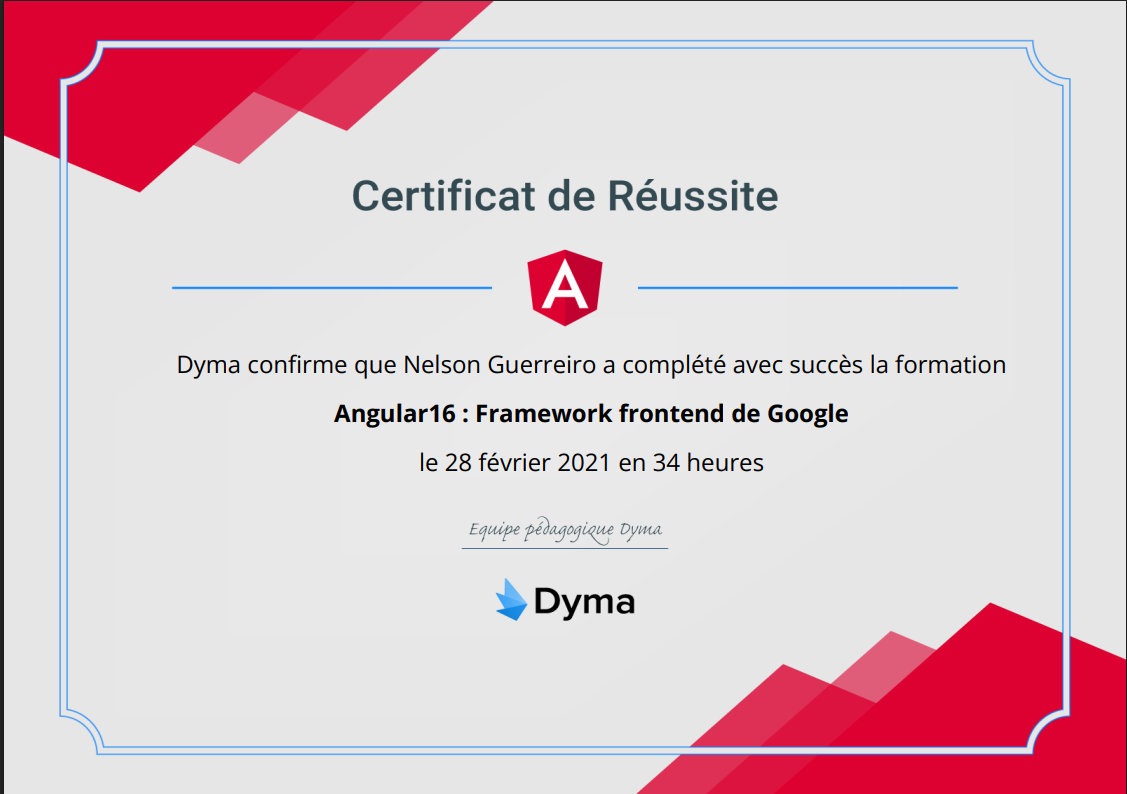 Certificat de Réussite
A
Dyma confirme que Nelson Guerreiro a complété avec succès la formation
Angular16 : Framework frontend de Google
le 28 février 2021 en 34 heures
Equipe pédagogique Dyma
Dyma